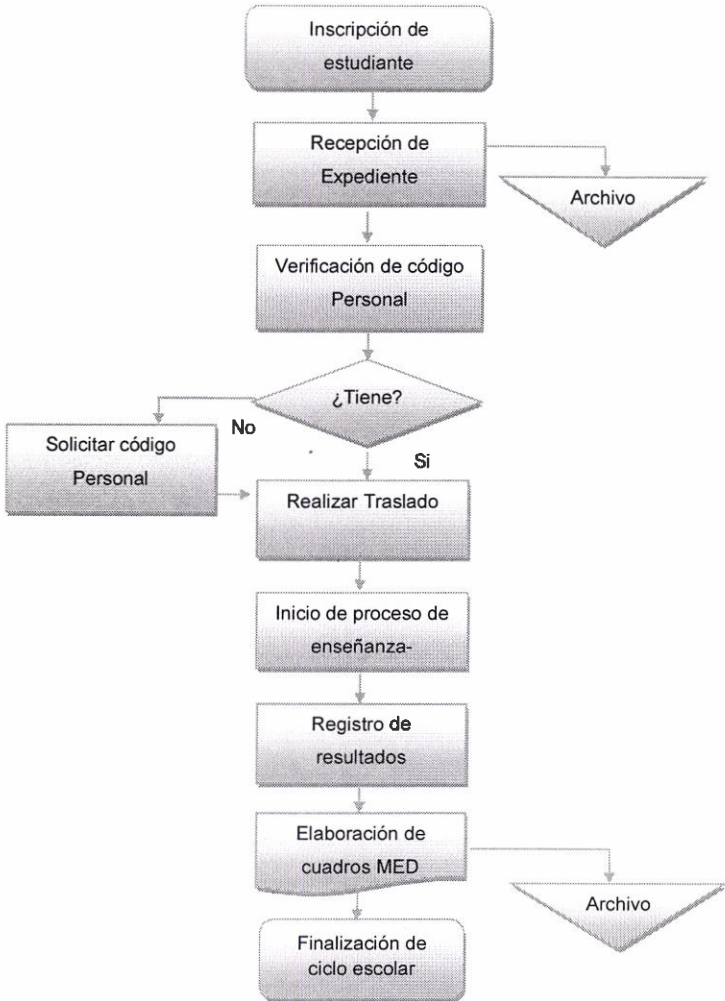 Inscripción de
estudiante
Recepción de
Expediente
Archivo
Verificación de código
Personal
¿Tiene?
No
Si
Solicitar código
Personal
Realizar Traslado
Inicio de proceso de
enseñanza-
Registro de
resultados
Elaboración de
cuadros MED
Archivo
Finalización de
ciclo escolar